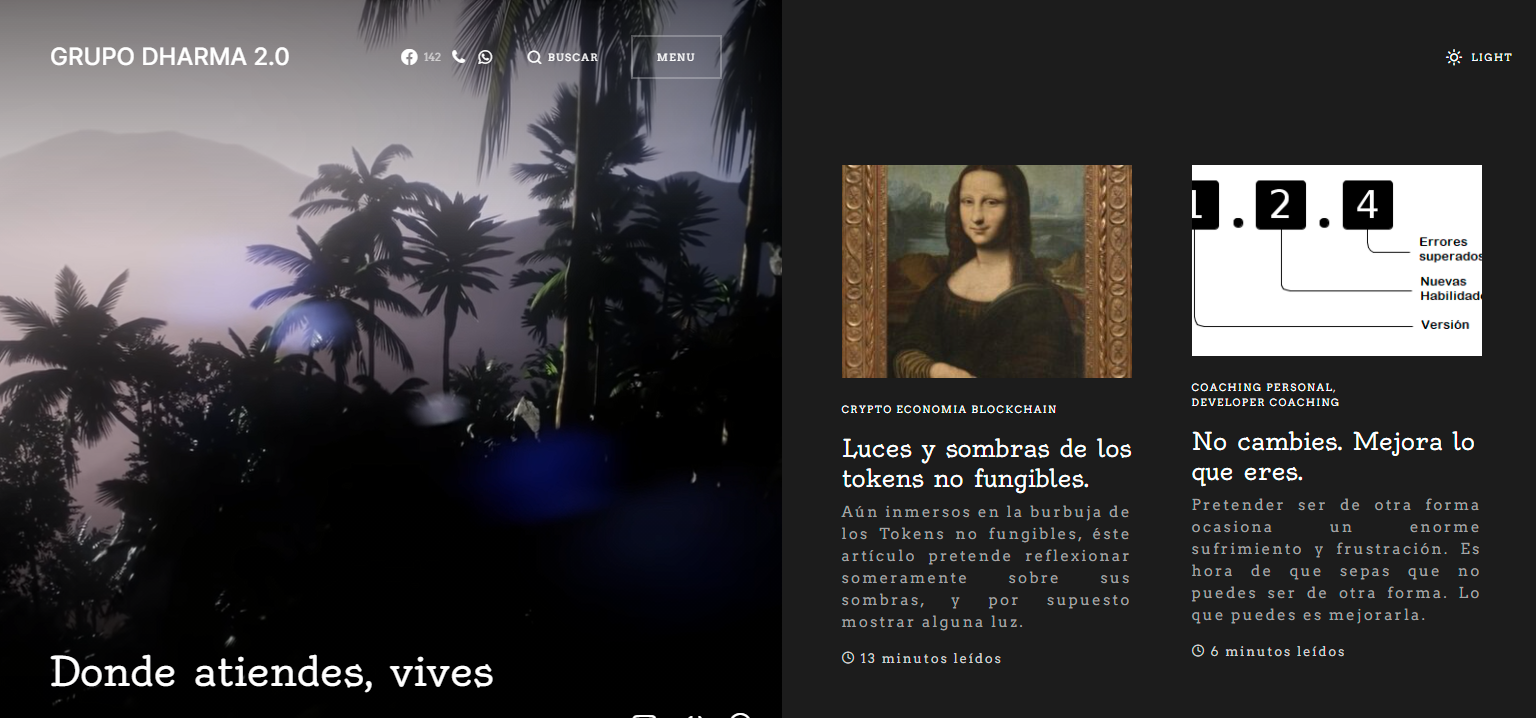 GRUPO DHARMA 2.0
142
BUSCAR
MENU
LIGHT
Donde atiendes, vives
CRYPTO ECONOMIA BLOCKCHAIN
Luces y sombras de los
tokens no fungibles.
Aún inmersos en la burbuja de
los Tokens no fungibles, éste
artículo pretende reflexionar
someramente sobre sus
sombras, y por supuesto
mostrar alguna luz.
13 minutos leídos
1.2.4
Errores
superados
Nuevas
Habilidad
Versión
COACHING PERSONAL,
DEVELOPER COACHING
No cambies. Mejora lo
que eres.
Pretender ser de otra forma
ocasiona un enorme
sufrimiento y frustración. Es
hora de que sepas que no
puedes ser de otra forma. Lo
que puedes es mejorarla.
6 minutos leídos